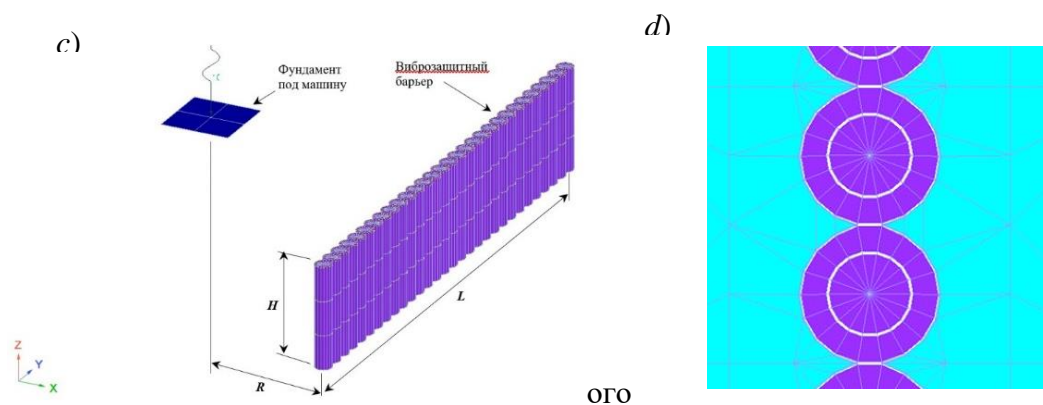 c)
d)
Фундамент
под машину
Виброзащитный
барьер
H
L
R
Z
Y
X
ого